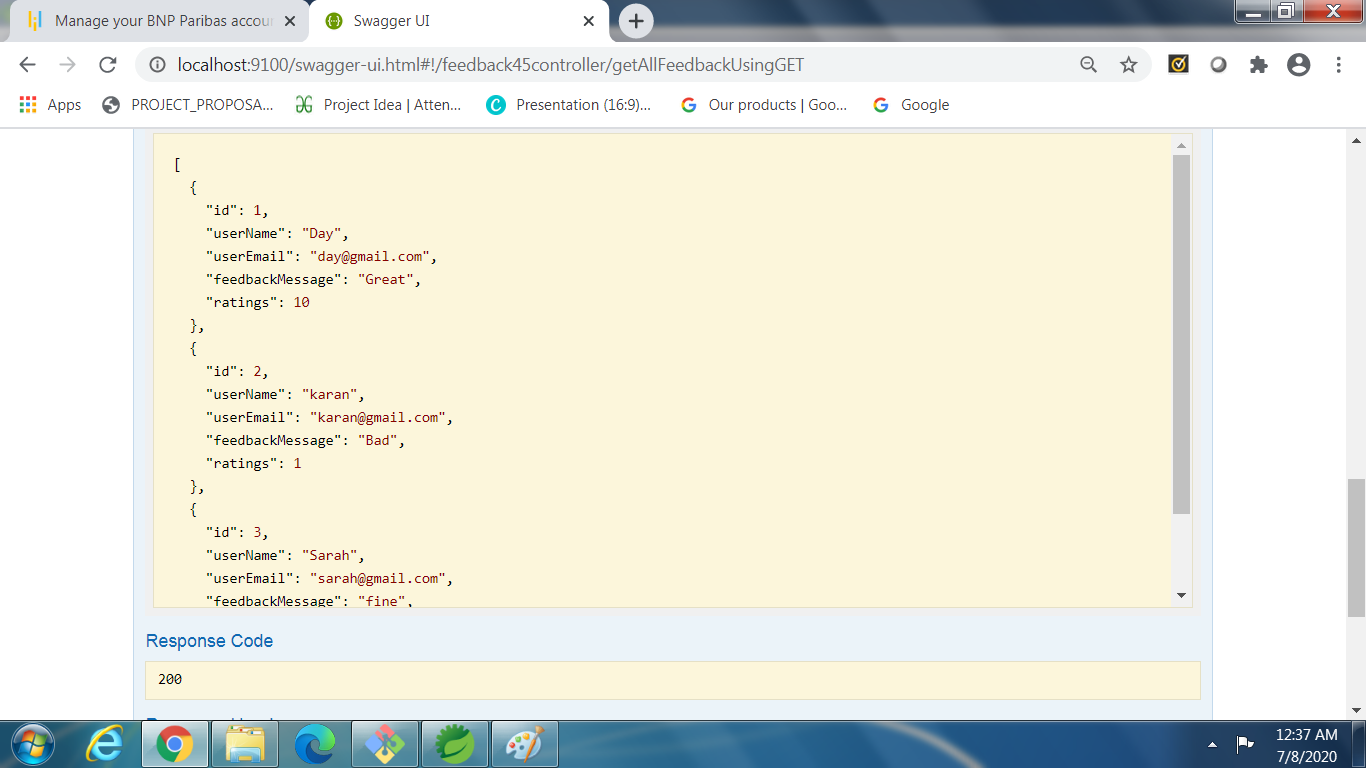 Manage your BNP Paribas accou
Swagger UI
localhost:9100/swagger-ui.html#!/feedback45controller/getAllFeedbackUsingGET
Apps PROJECT_PROPOSA... Project Idea | Atten... Presentation (16:9)... Our products | Goo... Google
[
{
"id": 1,
"userName": "Day",
"userEmail": "day@gmail.com",
"feedbackMessage": "Great",
"ratings": 10
},
{
"id": 2,
"userName": "karan",
"userEmail": "karan@gmail.com",
"feedbackMessage": "Bad",
"ratings": 1
},
{
"id": 3,
"userName": "Sarah",
"userEmail": "sarah@gmail.com",
"feedbackMessage": "fine",
Response Code
200
12:37 AM
7/8/2020